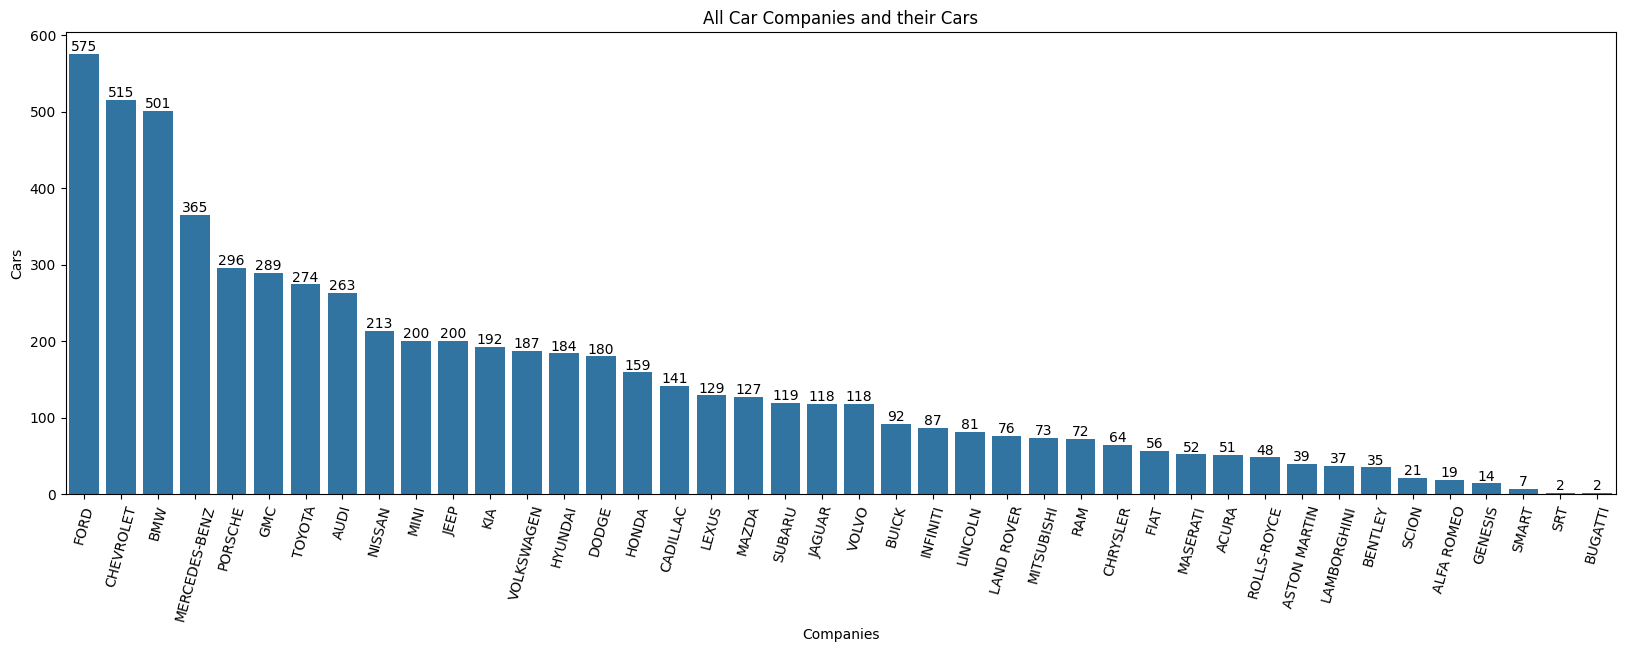 All Car Companies and their Cars
Cars
600
500
400
300
200
100
0
575
515
501
365
296
289
274
263
213
200
200
192
187
184
180
159
141
129
127
119
118
118
92
87
81
76
73
72
64
56
52
51
48
39
37
35
21
19
14
7
2
2
FORD
CHEVROLET
BMW
MERCEDES-BENZ
PORSCHE
GMC
TOYOTA
AUDI
NISSAN
MINI
JEEP
KIA
VOLKSWAGEN
HYUNDAI
DODGE
HONDA
CADILLAC
LEXUS
MAZDA
SUBARU
JAGUAR
VOLVO
BUICK
INFINITI
LINCOLN
LAND ROVER
MITSUBISHI
RAM
CHRYSLER
FIAT
MASERATI
ACURA
ROLLS-ROYCE
ASTON MARTIN
LAMBORGHINI
BENTLEY
SCION
ALFA ROMEO
GENESIS
SMART
SRT
BUGATTI
Companies